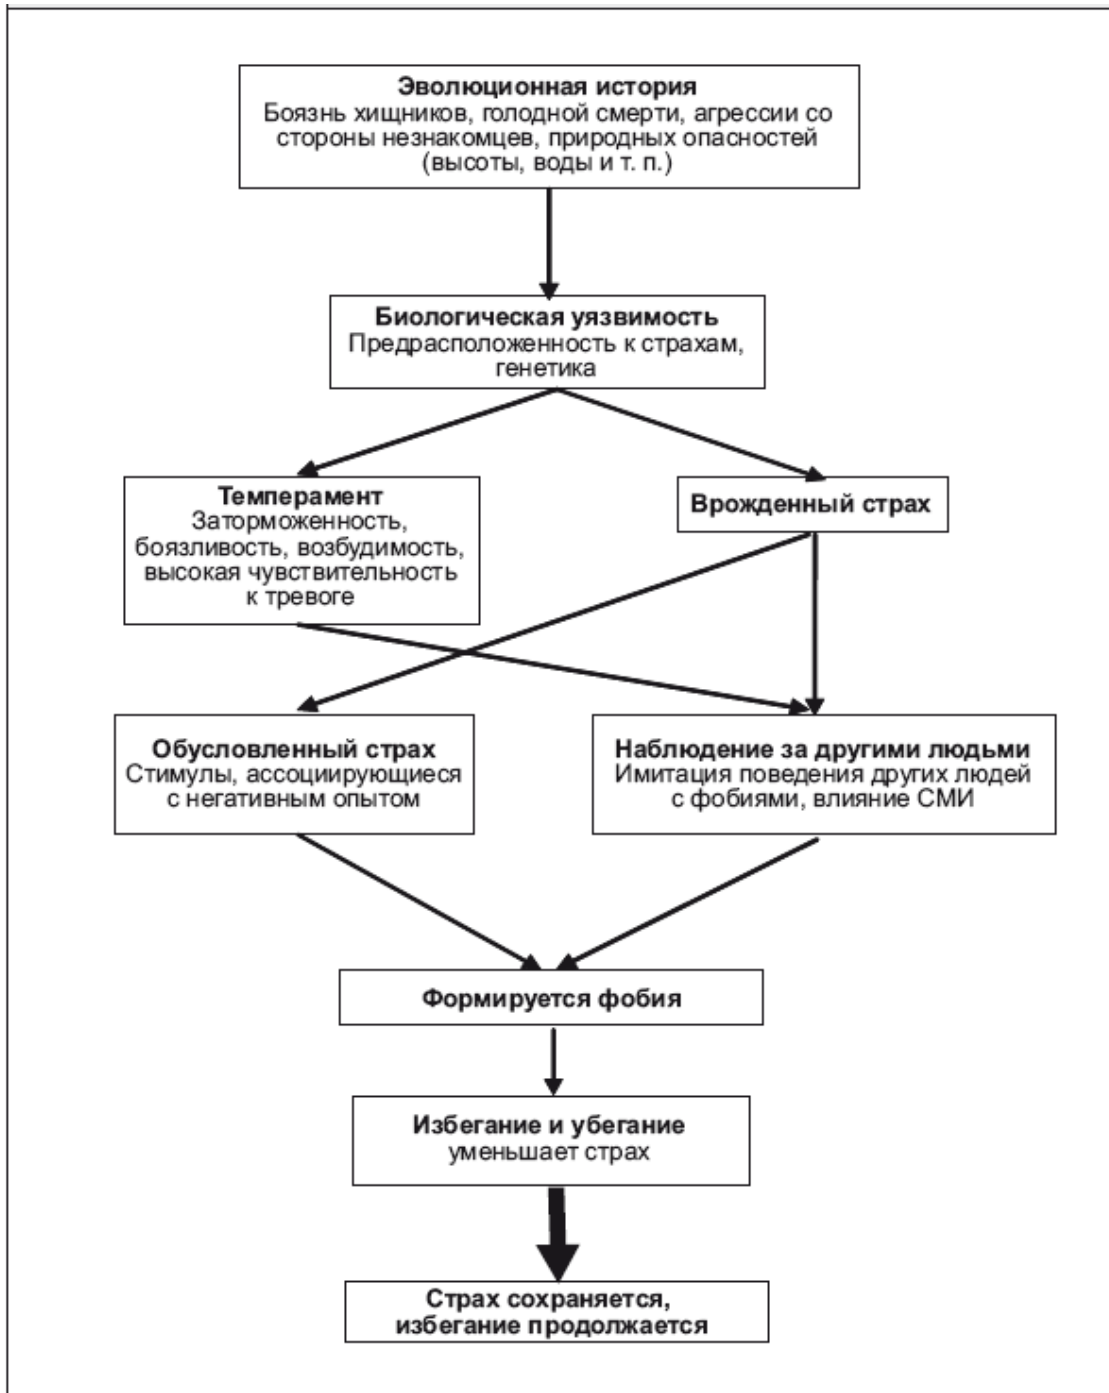 Эволюционная история
Боязнь хищников, голодной смерти, агрессии со
стороны незнакомцев, природных опасностей
(высоты, воды и т. п.)
Биологическая уязвимость
Предрасположенность к страхам,
генетика
Темперамент
Заторможенность,
боязливость, возбудимость,
высокая чувствительность
к тревоге
Врожденный страх
Обусловленный страх
Стимулы, ассоциирующиеся
с негативным опытом
Наблюдение за другими людьми
Имитация поведения других людей
с фобиями, влияние СМИ
Формируется фобия
Избегание и убегание
уменьшает страх
Страх сохраняется,
избегание продолжается